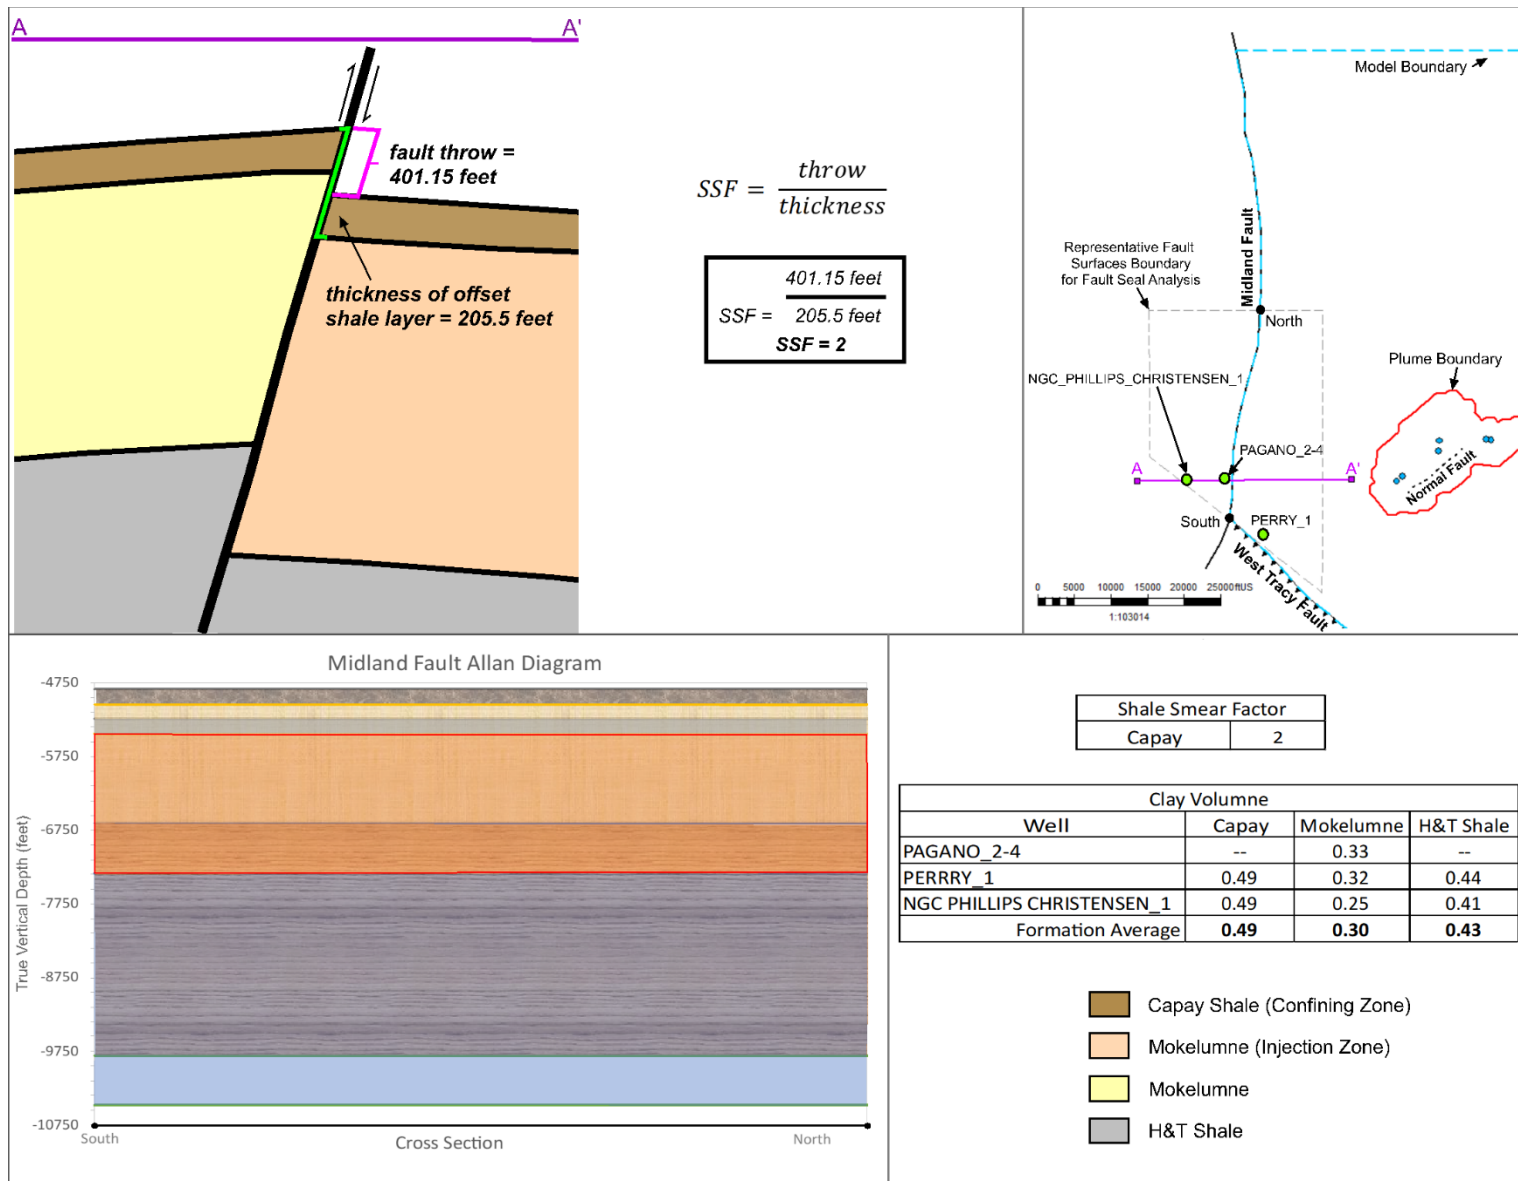 A
A'
fault throw =
401.15 feet
thickness of offset
shale layer = 205.5 feet
SSF = throw
thickness
401.15 feet
SSF = 205.5 feet
SSF = 2
Model Boundary
Midland Fault
Representative Fault
Surfaces Boundary
for Fault Seal Analysis
North
Plume Boundary
NGC_PHILLIPS_CHRISTENSEN_1
PAGANO_2-4
A
A'
Normal Fault
South
PERRY_1
West Tracy Fault
0 5000 10000 15000 20000 25000ftUS
1:103014
Midland Fault Allan Diagram
True Vertical Depth (feet)
-4750
-5750
-6750
-7750
-8750
-9750
-10750
South
Cross Section
North
Shale Smear Factor
Capay 2
Clay Volumne
Well Capay Mokelumne H&T Shale
PAGANO_2-4 -- 0.33 --
PERRRY_1 0.49 0.32 0.44
NGC PHILLIPS CHRISTENSEN_1 0.49 0.25 0.41
Formation Average 0.49 0.30 0.43
Capay Shale (Confining Zone)
Mokelumne (Injection Zone)
Mokelumne
H&T Shale